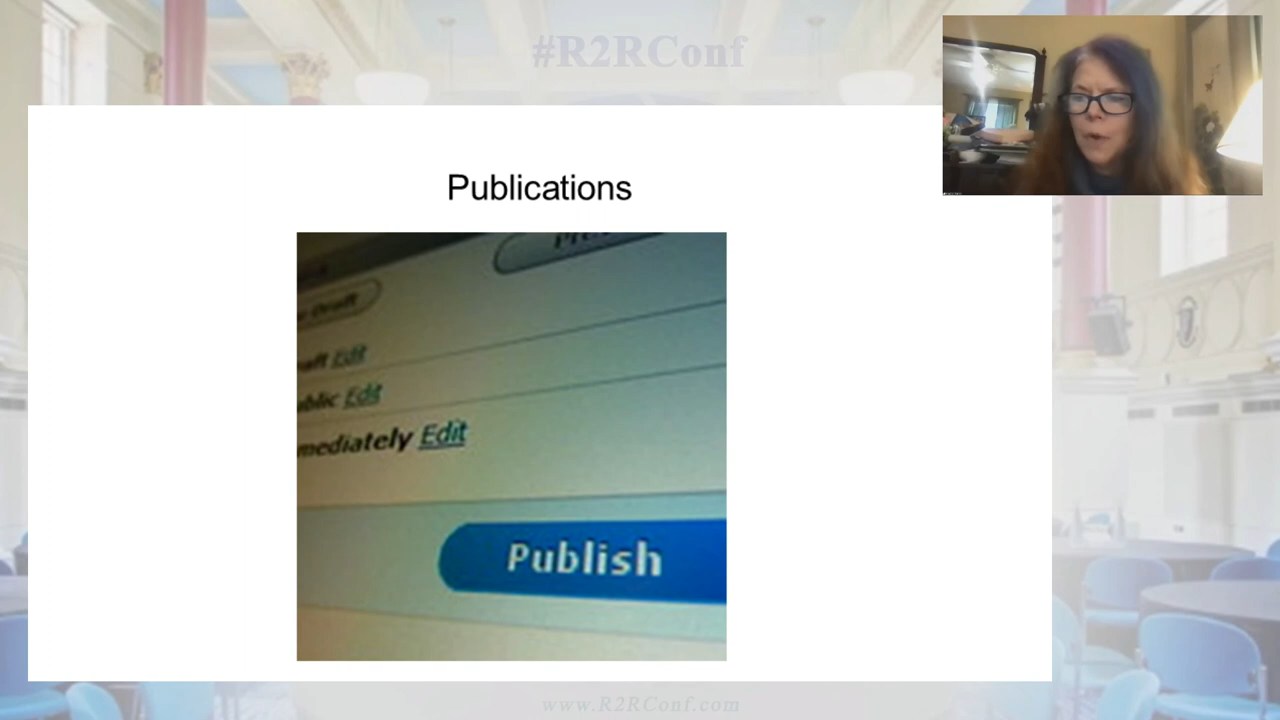 #R2RConf
Publications
Edit
Edit
mediately Edit
Publish
www.R2RConf.com